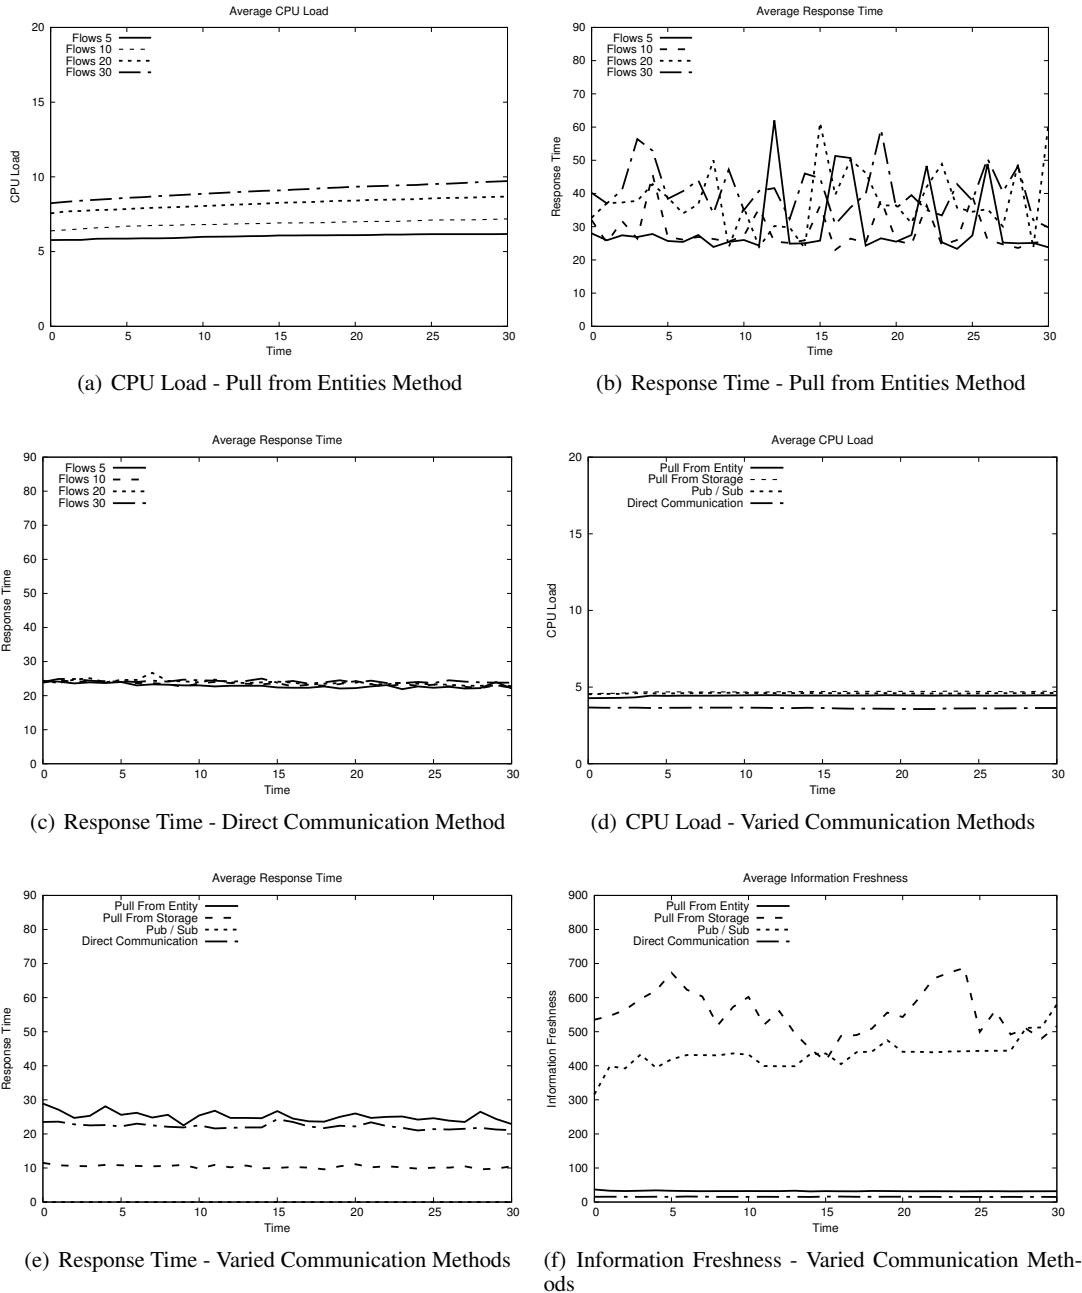 Average CPU Load
20
15
10
5
0
CPU Load
Flows 5
Flows 10
Flows 20
Flows 30
0 5 10 15 20 25 30
Time
(a) CPU Load - Pull from Entities Method
Average Response Time
90
80
70
60
50
40
30
20
10
0
Response Time
Flows 5
Flows 10
Flows 20
Flows 30
0 5 10 15 20 25 30
Time
(b) Response Time - Pull from Entities Method
Average Response Time
90
80
70
60
50
40
30
20
10
0
Response Time
Flows 5
Flows 10
Flows 20
Flows 30
0 5 10 15 20 25 30
Time
(c) Response Time - Direct Communication Method
Average CPU Load
20
15
10
5
0
CPU Load
Pull From Entity
Pull From Storage
Pub / Sub
Direct Communication
0 5 10 15 20 25 30
Time
(d) CPU Load - Varied Communication Methods
Average Response Time
90
80
70
60
50
40
30
20
10
0
Response Time
Pull From Entity
Pull From Storage
Pub / Sub
Direct Communication
0 5 10 15 20 25 30
Time
(e) Response Time - Varied Communication Methods
Average Information Freshness
900
800
700
600
500
400
300
200
100
0
Information Freshness
Pull From Entity
Pull From Storage
Pub / Sub
Direct Communication
0 5 10 15 20 25 30
Time
(f) Information Freshness - Varied Communication Meth-
ods